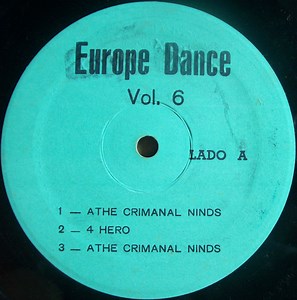 Europe Dance
Vol. 6
LADO A
1 — ATHE CRIMANAL NINDS
2 — 4 HERO
3 — ATHE CRIMANAL NINDS